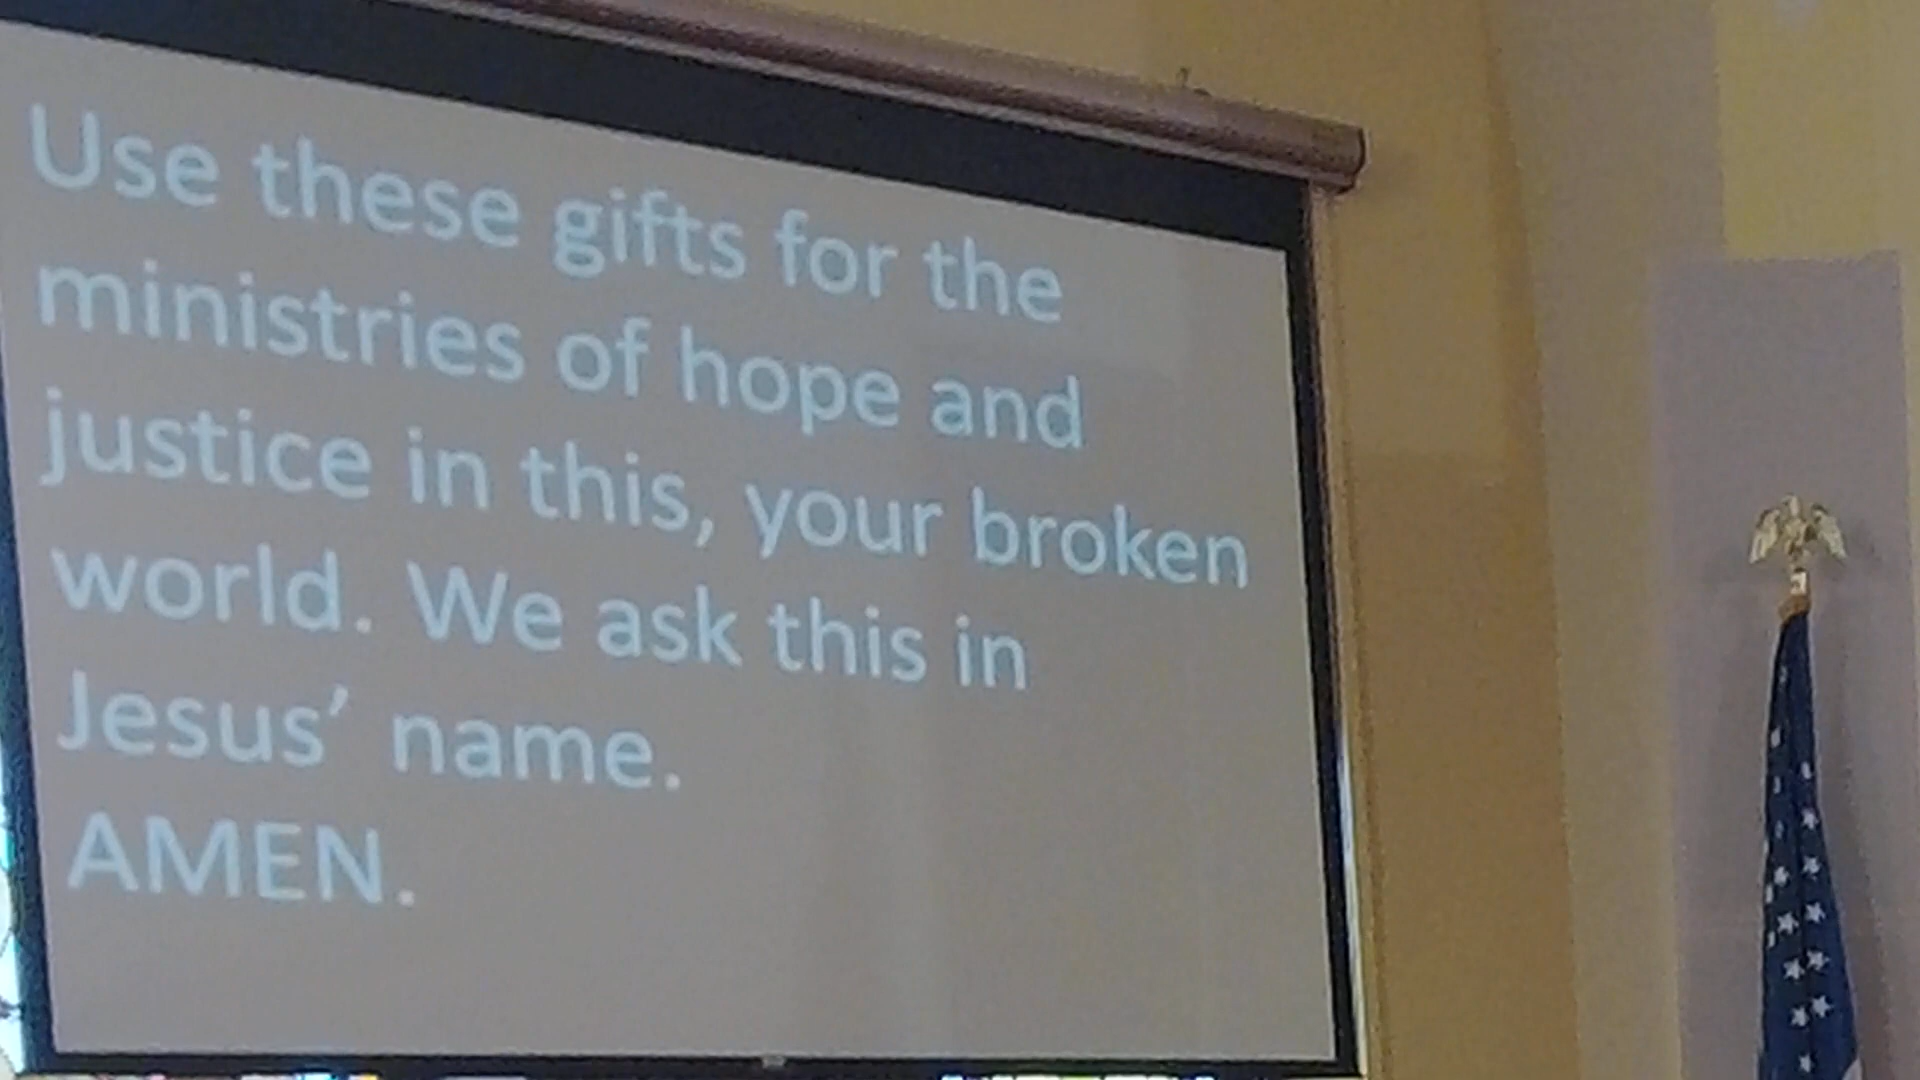 Use these gifts for the
ministries of hope and
justice in this, your broken
world. We ask this in
Jesus’ name.
AMEN.